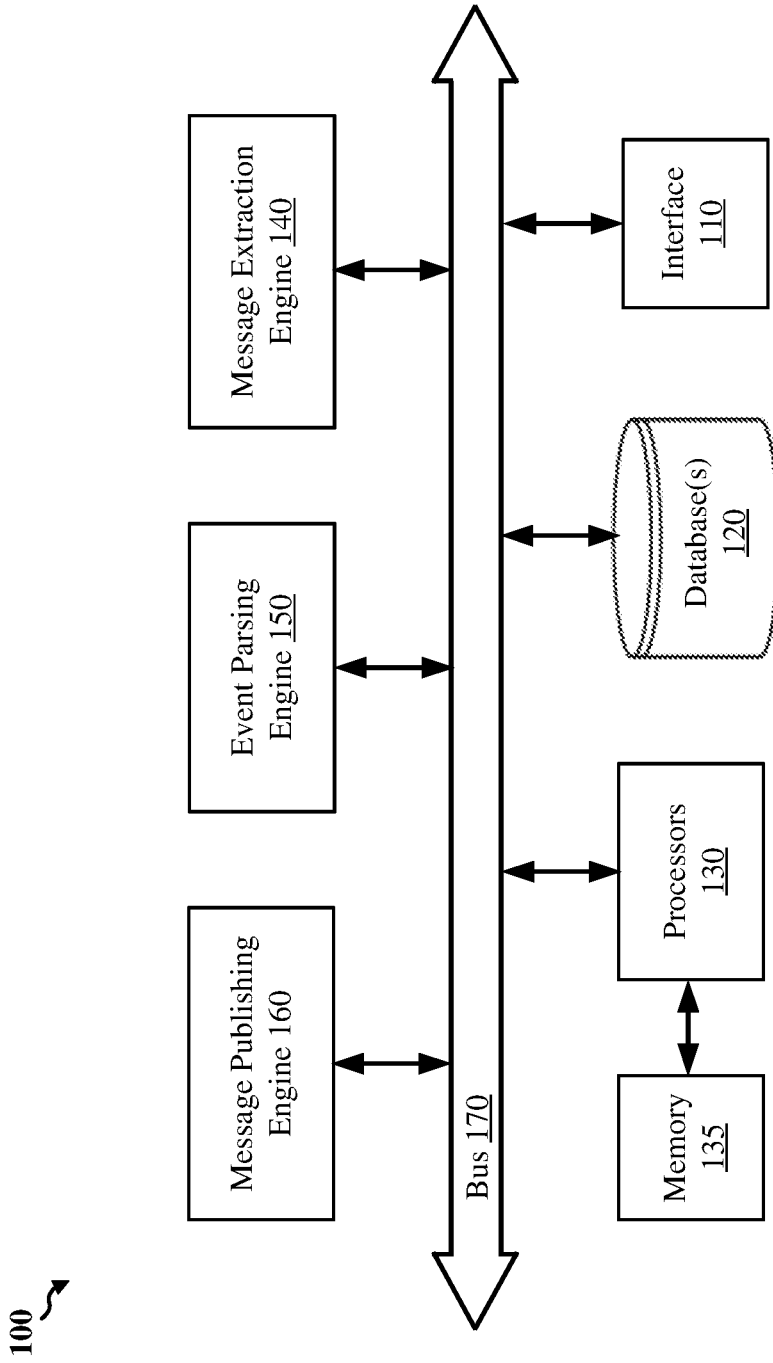 100
Message Publishing
Engine 160
Event Parsing
Engine 150
Message Extraction
Engine 140
Bus 170
Memory
135
Processors
130
Database(s)
120
Interface
110